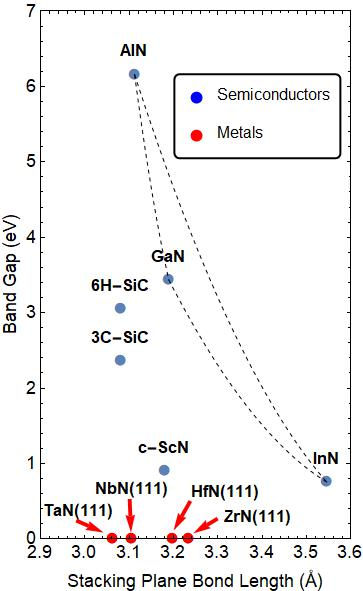 7
AlN
6
Semiconductors
Metals
5
4
Band Gap (eV)
GaN
6H−SiC
3
3C−SiC
2
c−ScN
1
InN
NbN(111)
HfN(111)
TaN(111)
ZrN(111)
0
2.9 3.0 3.1 3.2 3.3 3.4 3.5 3.6
Stacking Plane Bond Length (Å)